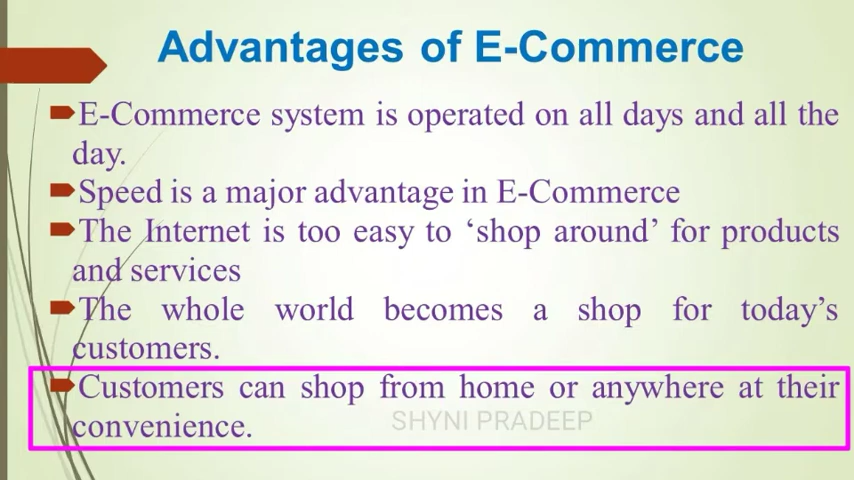 Advantages of E-Commerce
E-Commerce system is operated on all days and all the
day.
Speed is a major advantage in E-Commerce
The Internet is too easy to ‘shop around’ for products
and services
The whole world becomes a shop for today’s
customers.
Customers can shop from home or anywhere at their
convenience.
SHYNI PRADEEP